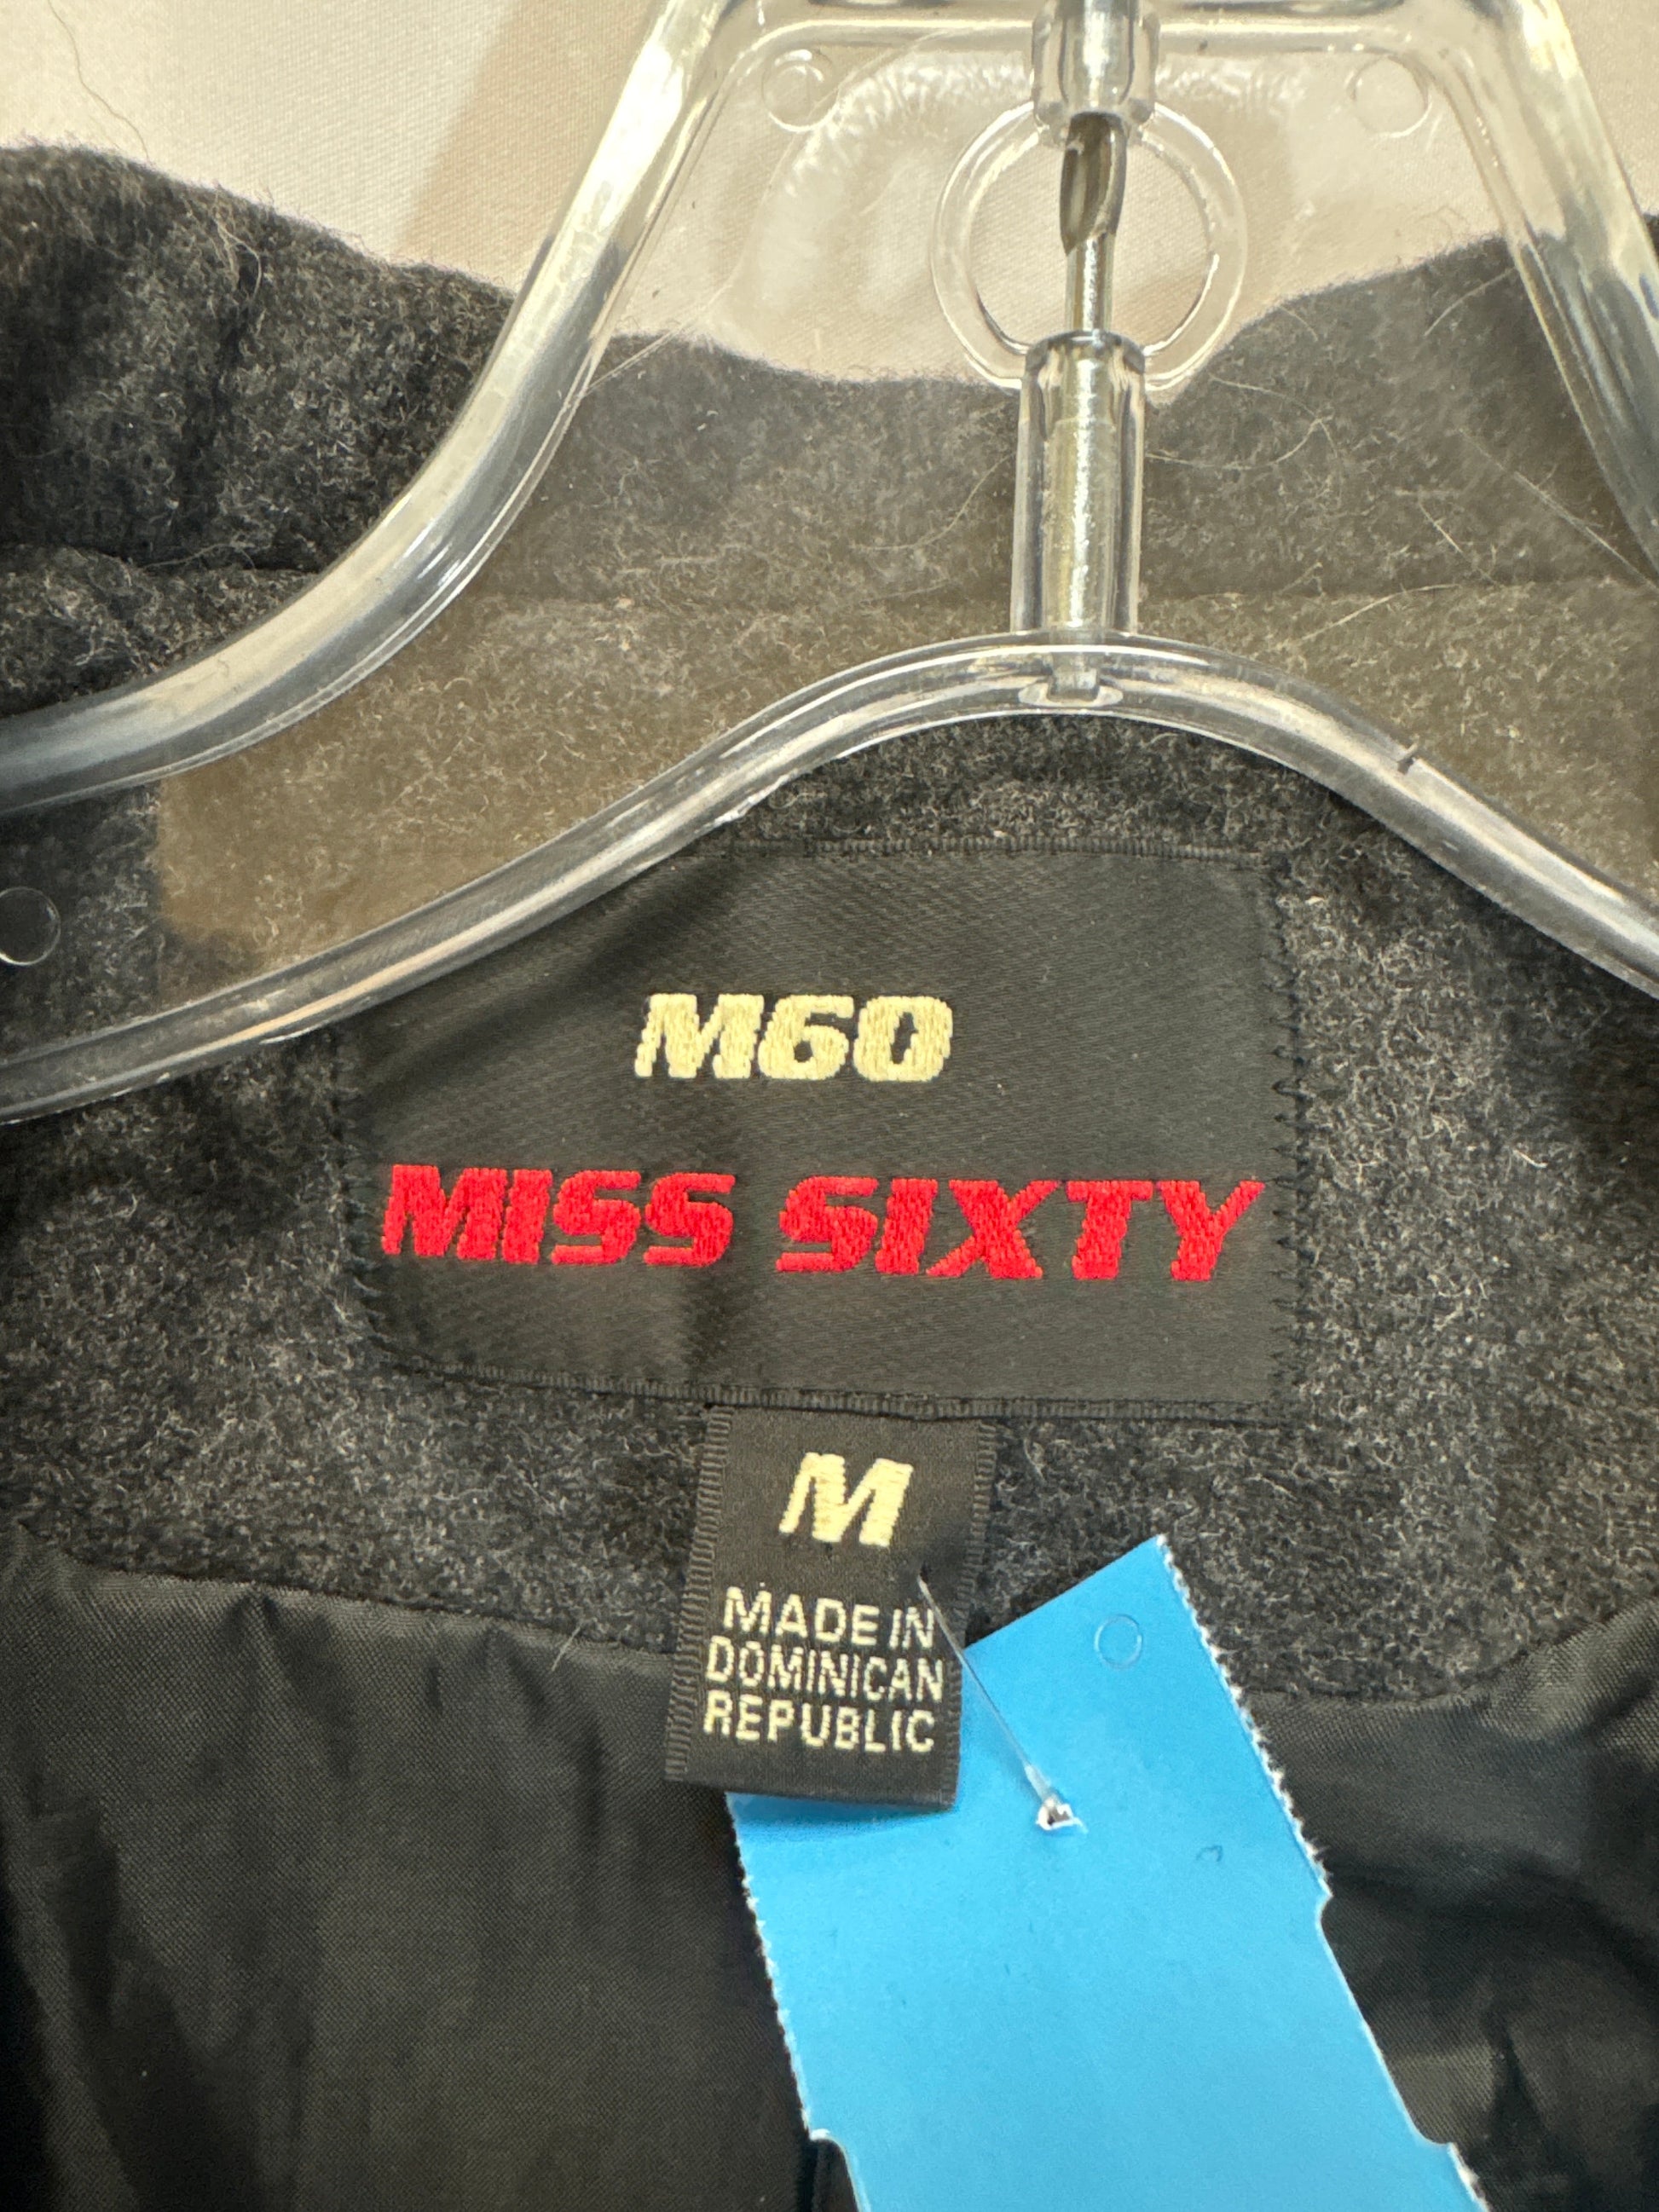 M60
MISS SIXTY
M
MADE IN
DOMINICAN
REPUBLIC